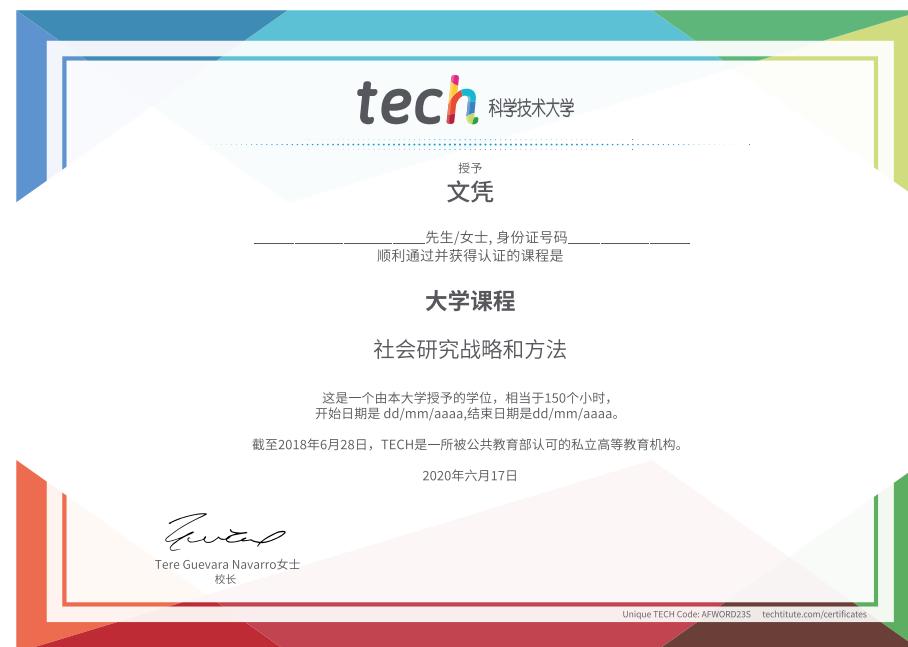 tech 科学技术大学
授予
文凭
先生/女士, 身份证号码
顺利通过并获得认证的课程是
大学课程
社会研究战略和方法
这是一个由本大学授予的学位，相当于150个小时，
开始日期是 dd/mm/aaaa,结束日期是dd/mm/aaaa。
截至2018年6月28日，TECH是一所被公共教育部认可的私立高等教育机构。
2020年六月17日
Tere Guevara Navarro女士
校长
Unique TECH Code: AFWORD23S techtitute.com/certificates